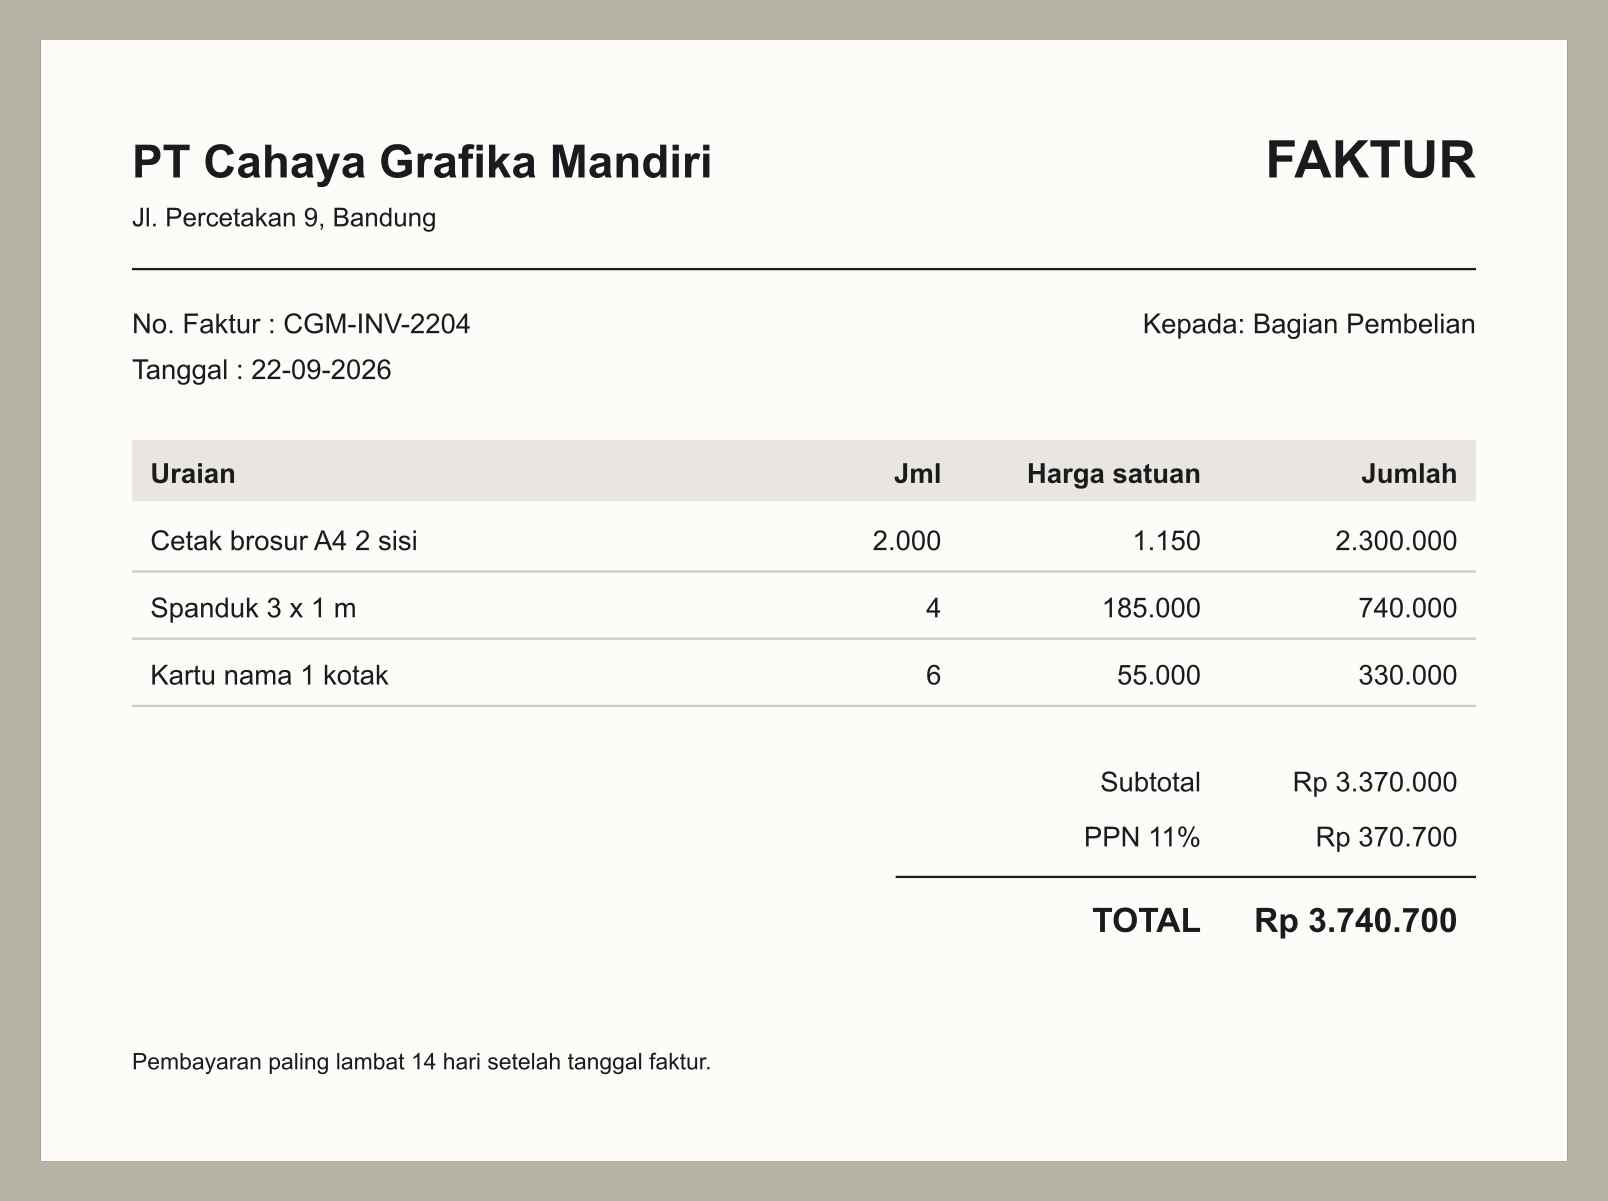 PT Cahaya Grafika Mandiri FAKTUR
Jl. Percetakan 9, Bandung
No. Faktur : CGM-INV-2204 Kepada: Bagian Pembelian
Tanggal : 22-09-2026
Uraian Jml Harga satuan Jumlah
Cetak brosur A4 2 sisi 2.000 1.150 2.300.000
Spanduk 3 x 1 m 4 185.000 740.000
Kartu nama 1 kotak 6 55.000 330.000
Subtotal Rp 3.370.000
PPN 11% Rp 370.700
TOTAL Rp 3.740.700
Pembayaran paling lambat 14 hari setelah tanggal faktur.